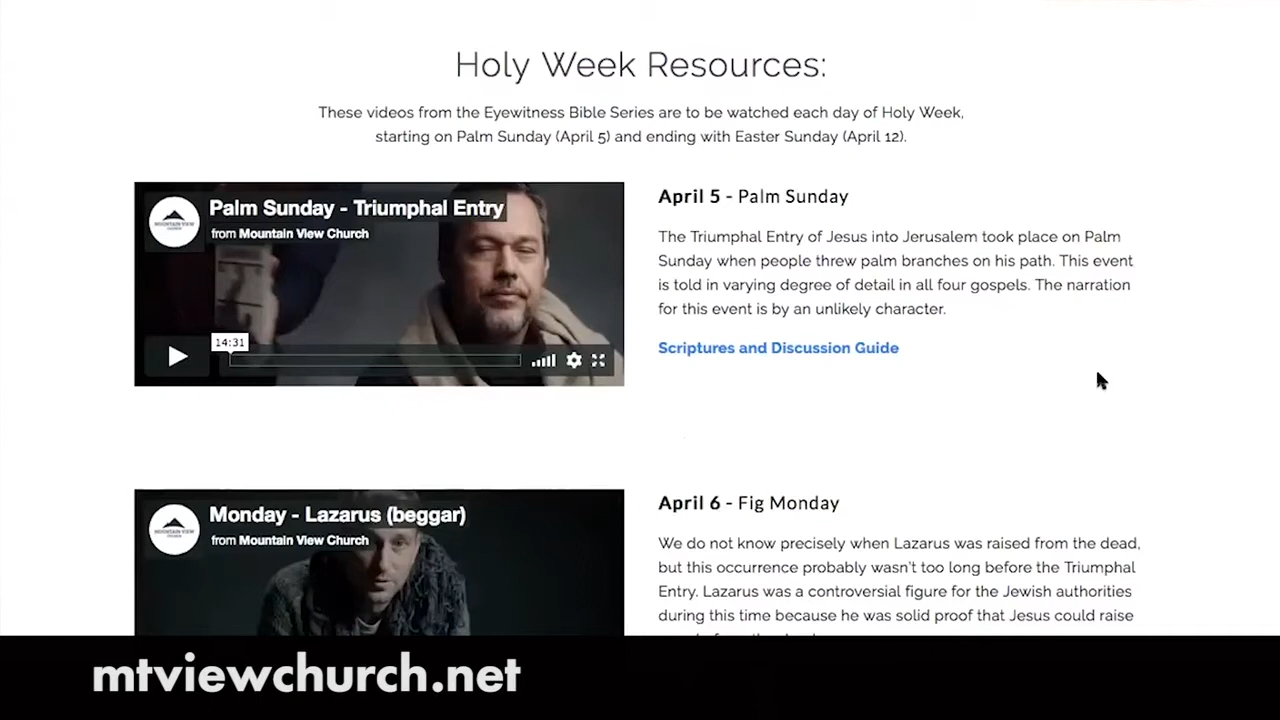 Holy Week Resources:
These videos from the Eyewitness Bible Series are to be watched each day of Holy Week,
starting on Palm Sunday (April 5) and ending with Easter Sunday (April 12).
Palm Sunday - Triumphal Entry
from Mountain View Church
MOUNTAIN VIEW
CHURCH
14:31
April 5 - Palm Sunday
The Triumphal Entry of Jesus into Jerusalem took place on Palm
Sunday when people threw palm branches on his path. This event
is told in varying degree of detail in all four gospels. The narration
for this event is by an unlikely character.
Scriptures and Discussion Guide
Monday - Lazarus (beggar)
from Mountain View Church
MOUNTAIN VIEW
CHURCH
April 6 - Fig Monday
We do not know precisely when Lazarus was raised from the dead,
but this occurrence probably wasn't too long before the Triumphal
Entry. Lazarus was a controversial figure for the Jewish authorities
during this time because he was solid proof that Jesus could raise
mtviewchurch.net